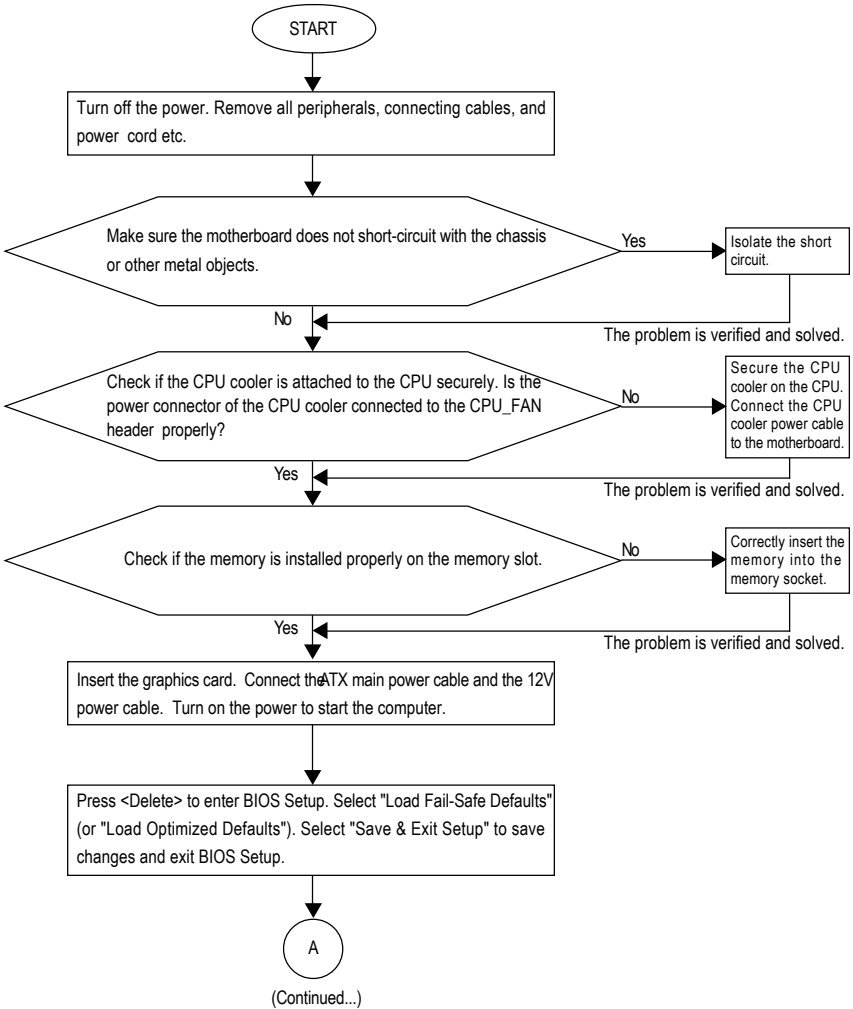 START
Turn off the power. Remove all peripherals, connecting cables, and
power cord etc.
Make sure the motherboard does not short-circuit with the chassis
or other metal objects.
Yes
Isolate the short
circuit.
No
The problem is verified and solved.
Check if the CPU cooler is attached to the CPU securely. Is the
power connector of the CPU cooler connected to the CPU_FAN
header properly?
No
Secure the CPU
cooler on the CPU.
Connect the CPU
cooler power cable
to the motherboard.
Yes
The problem is verified and solved.
Check if the memory is installed properly on the memory slot.
No
Correctly insert the
memory into the
memory socket.
Yes
The problem is verified and solved.
Insert the graphics card. Connect the ATX main power cable and the 12V
power cable. Turn on the power to start the computer.
Press <Delete> to enter BIOS Setup. Select "Load Fail-Safe Defaults"
(or "Load Optimized Defaults"). Select "Save & Exit Setup" to save
changes and exit BIOS Setup.
A
(Continued...)